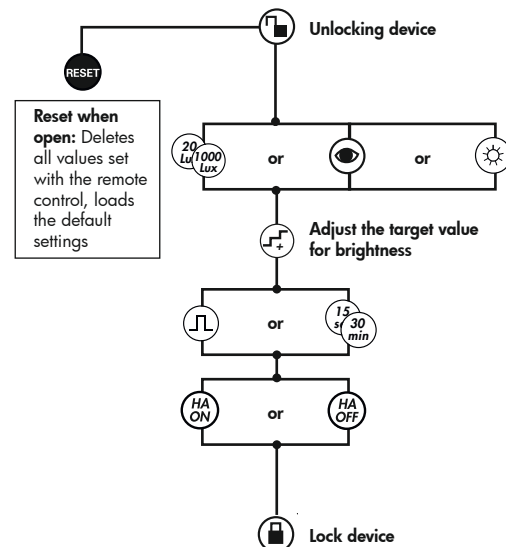 Unlocking device
RESET
Reset when
open: Deletes
all values set
with the remote
control, loads
the default
settings
20
Lu
1000
Lux
or
or
Adjust the target value
for brightness
+
or
15
s
30
min
HA
ON
or
HA
OFF
Lock device